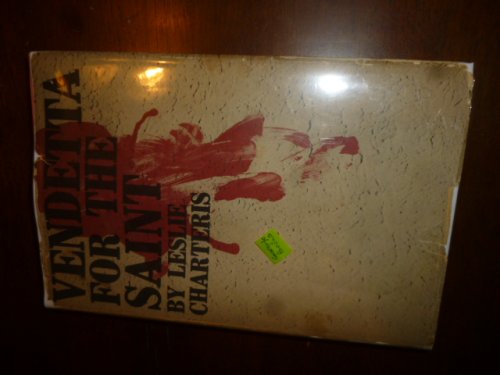 VENDETTA
FOR THE
SAINT
BY LESLIE
CHARTERIS